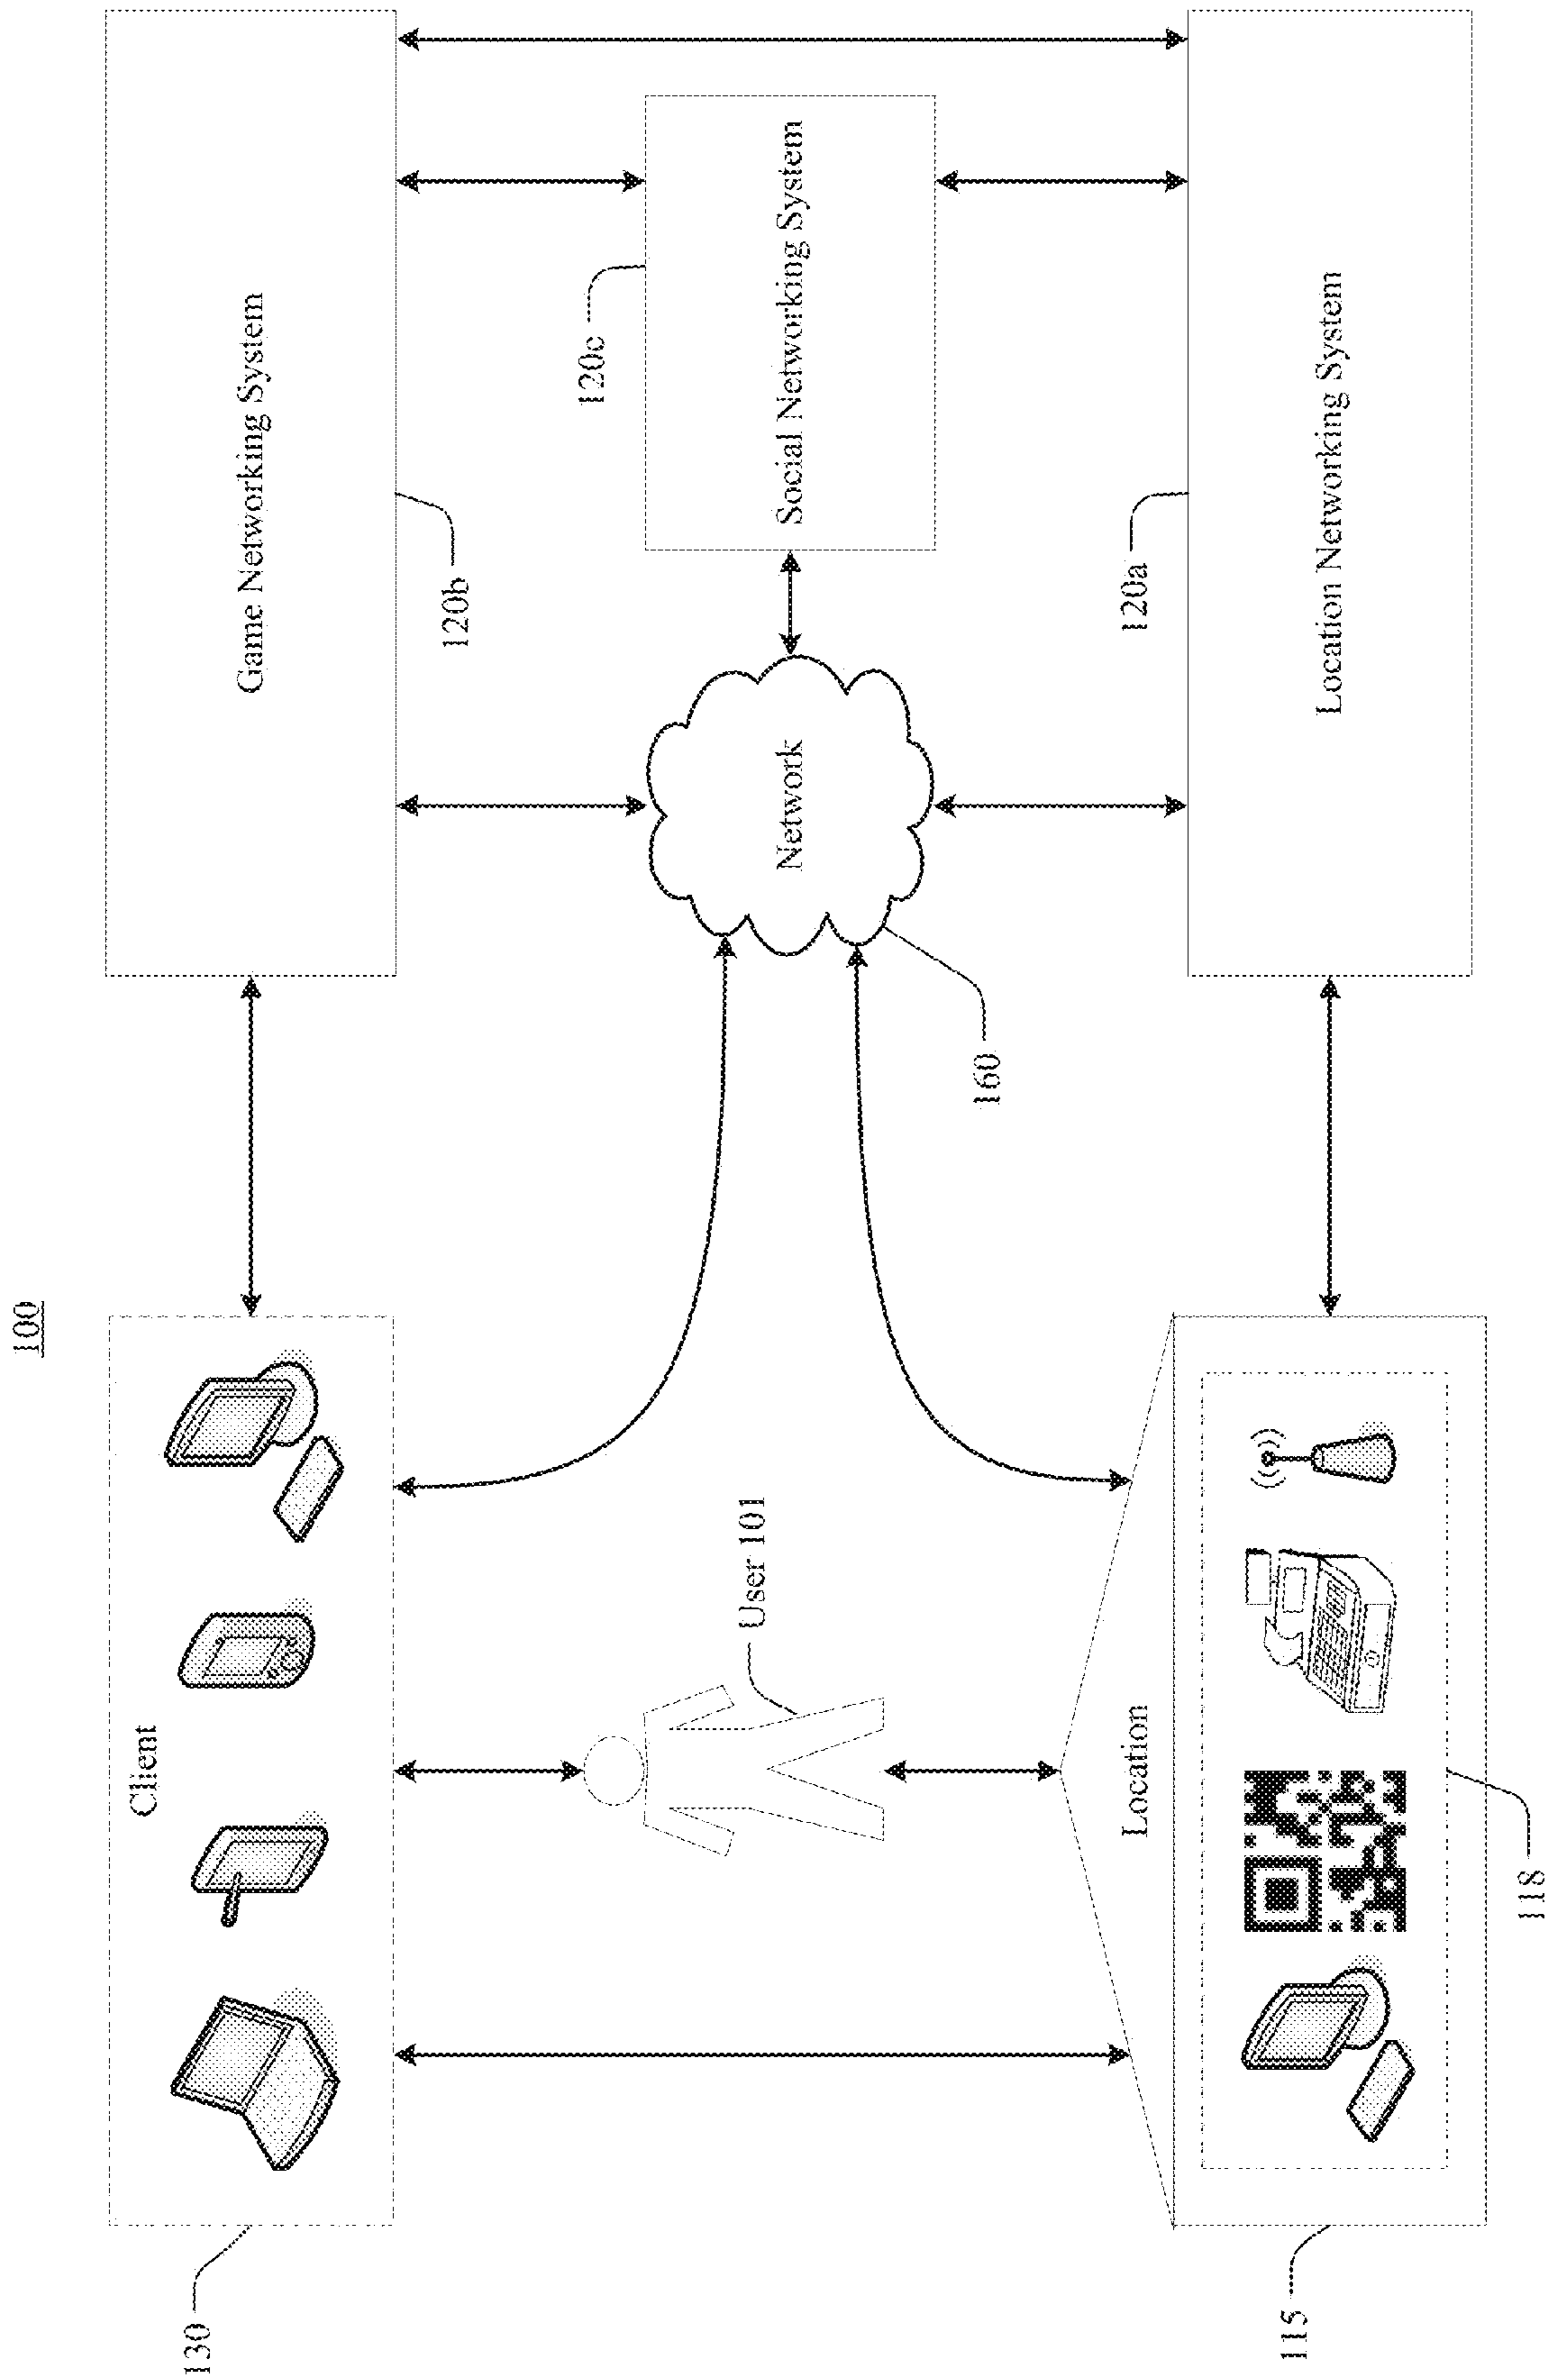 100
130
Client
Game Networking System
120b
User 101
Network
160
120c
Social Networking System
Location
115
118
120a
Location Networking System